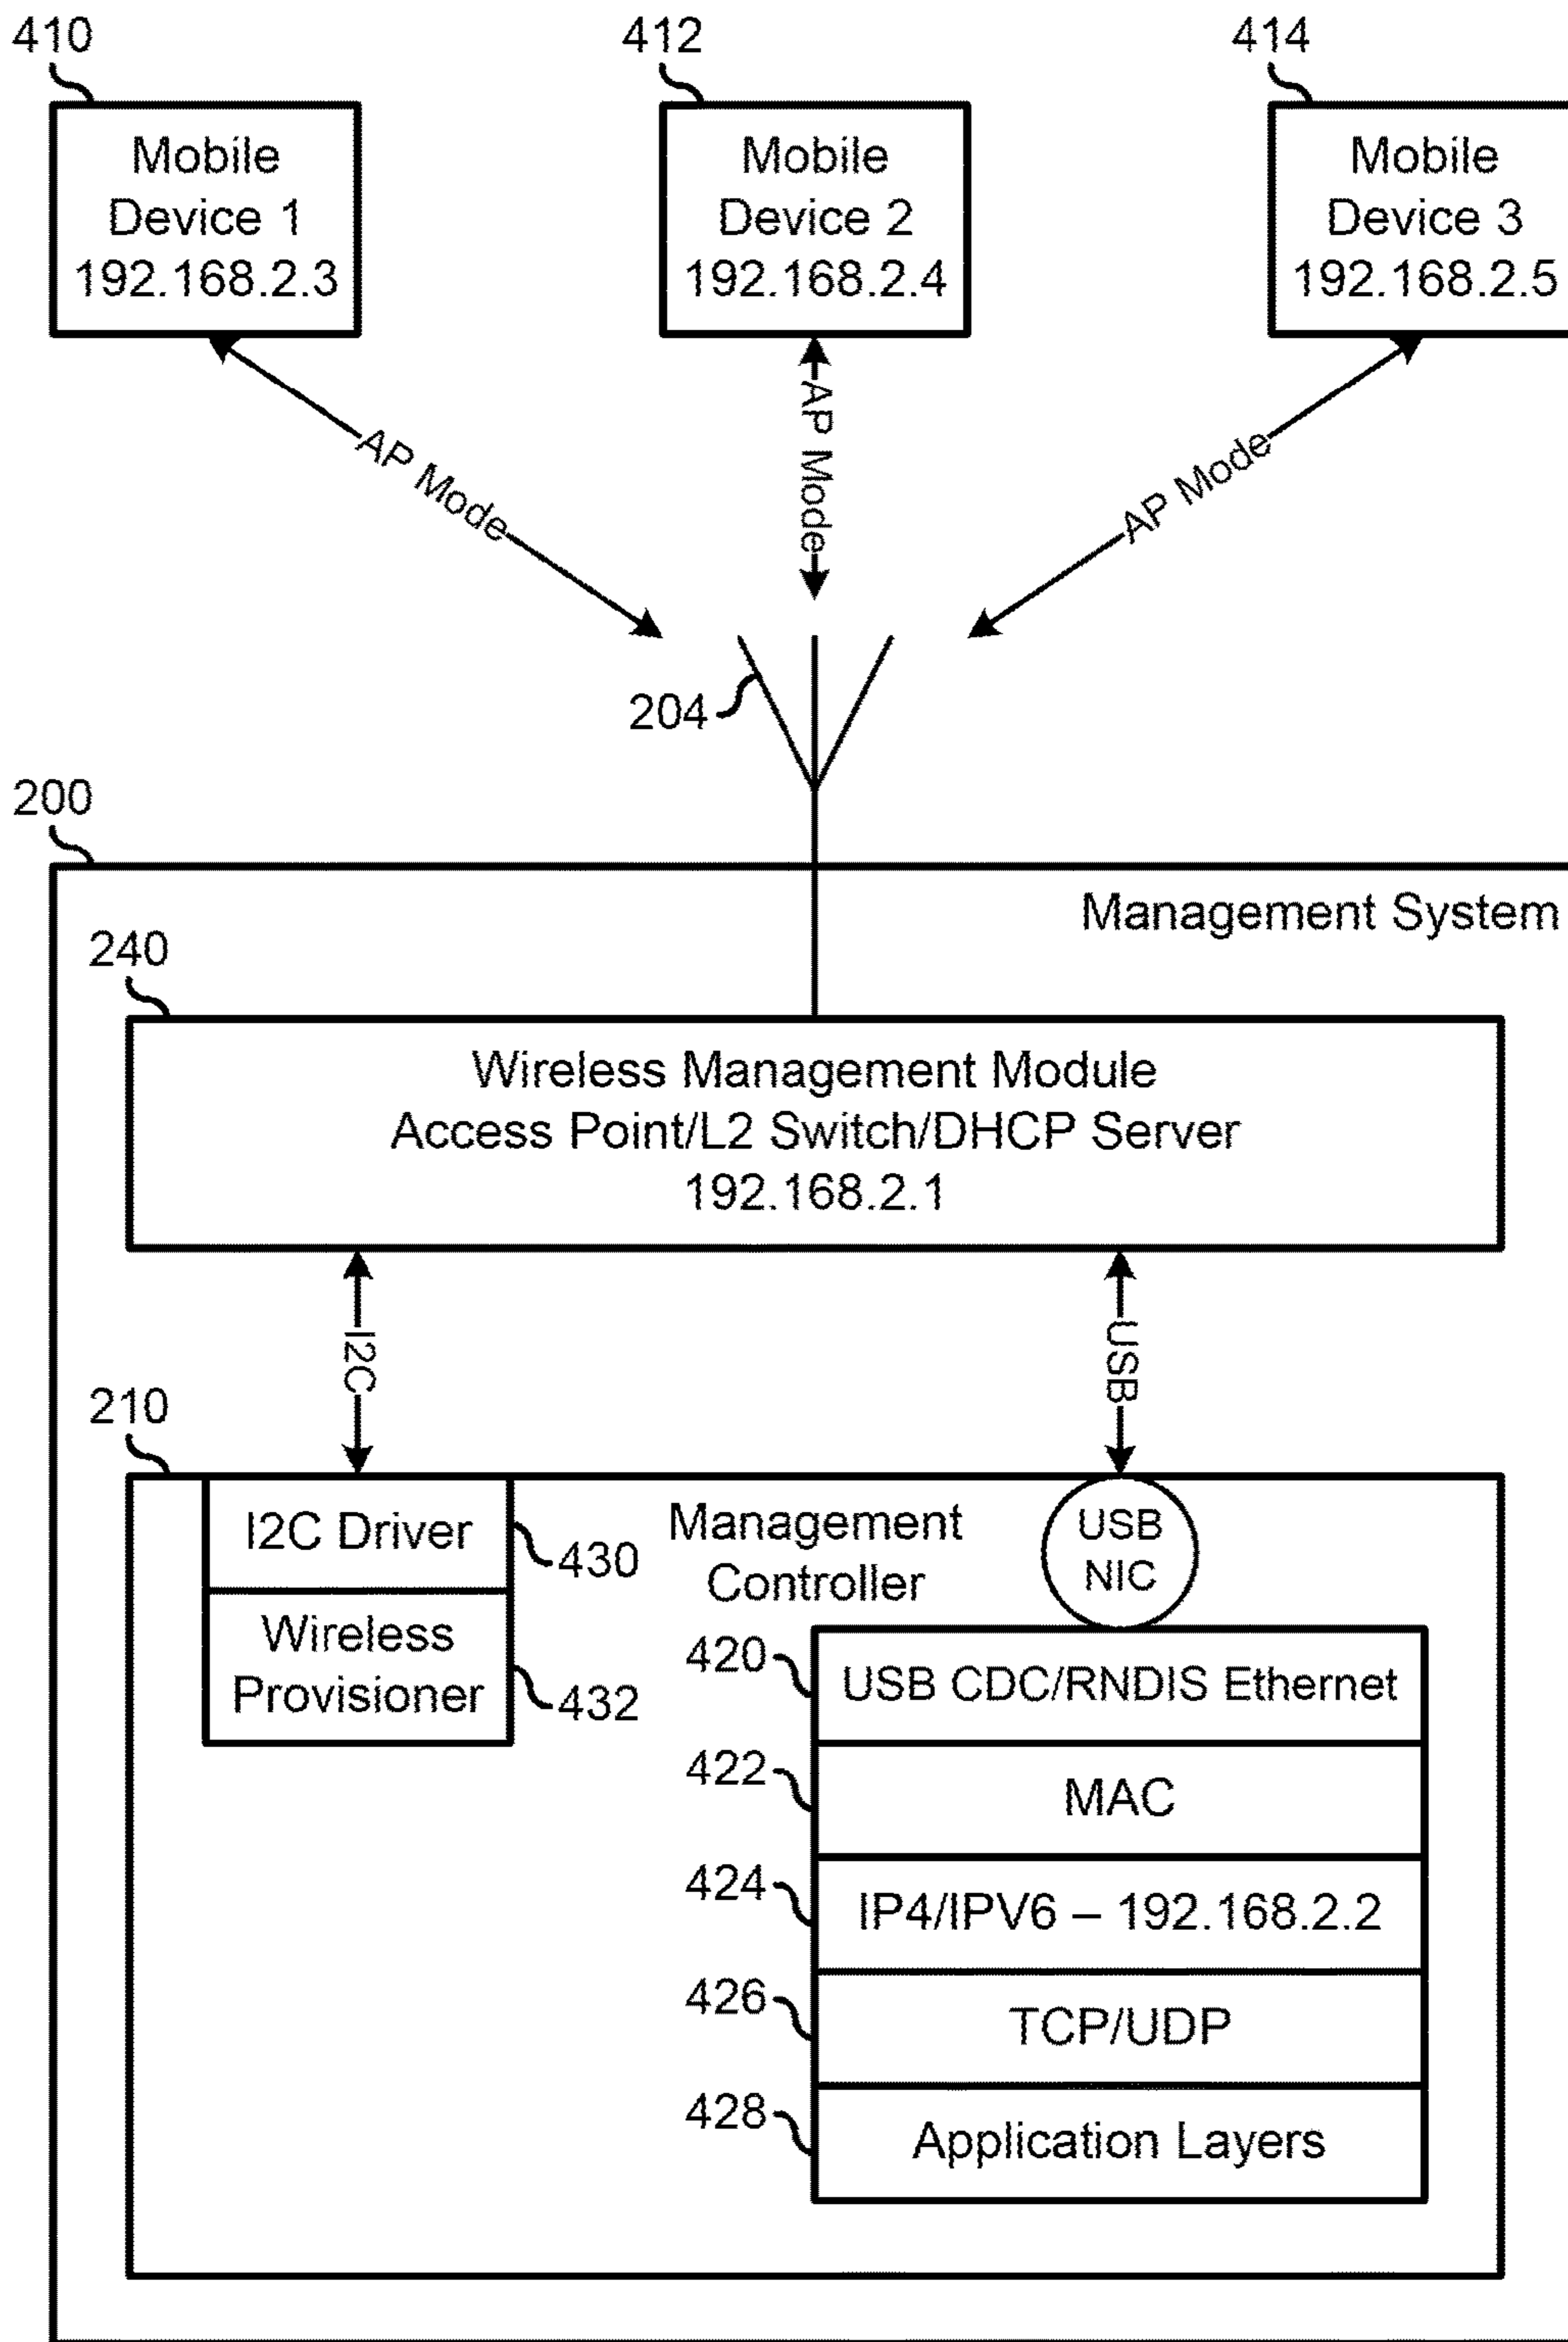 410
412
414
Mobile
Device 1
192.168.2.3
Mobile
Device 2
192.168.2.4
Mobile
Device 3
192.168.2.5
AP Mode
AP Mode
AP Mode
204
200
Management System
240
Wireless Management Module
Access Point/L2 Switch/DHCP Server
192.168.2.1
I2C
USB
210
I2C Driver
430
Wireless
Provisioner
432
Management
Controller
USB
NIC
420
USB CDC/RNDIS Ethernet
422
MAC
424
IP4/IPV6 – 192.168.2.2
426
TCP/UDP
428
Application Layers